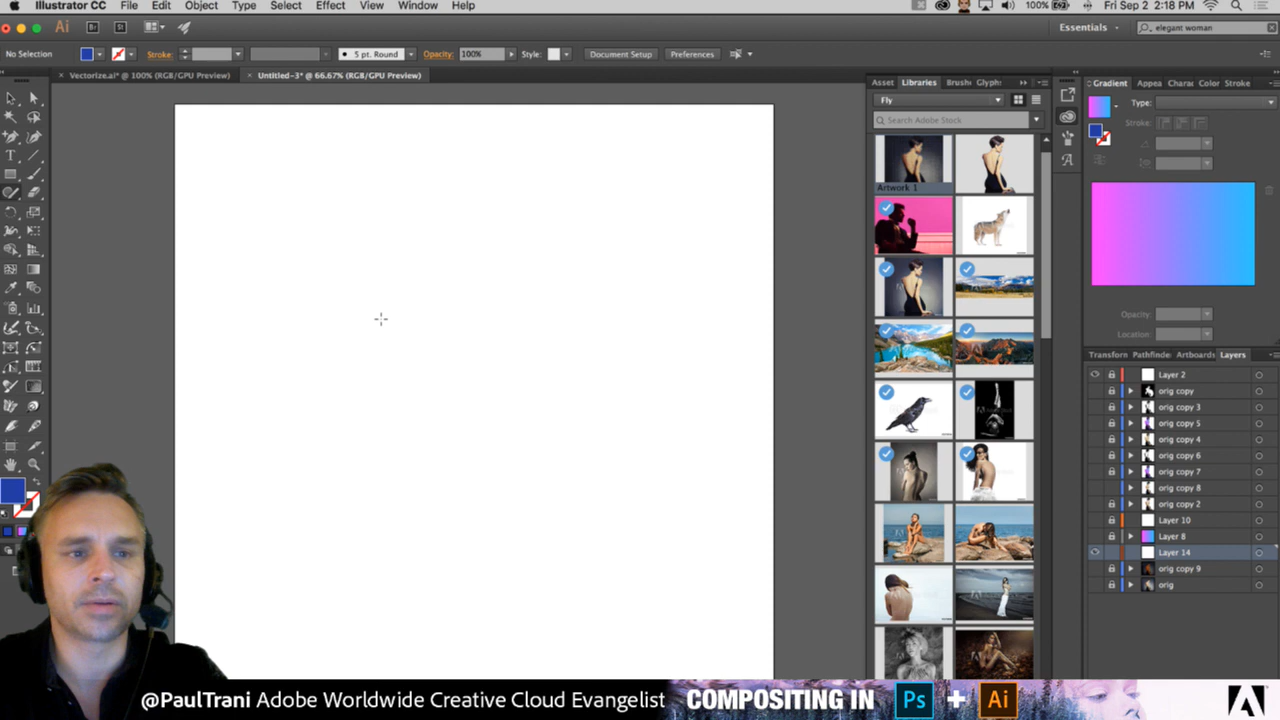 Illustrator CC File Edit Object Type Select Effect View Window Help 100% Fri Sep 2 2:18 PM
Ai Br St Essentials elegant woman
No Selection Stroke: 5 pt. Round Opacity: 100% Style: Document Setup Preferences
× Vectorize.ai* @ 100% (RGB/GPU Preview) × Untitled-3* @ 66.67% (RGB/GPU Preview)
Asset Libraries Brush Glyph
Gradient Appea Charac Color Stroke
Fly
Type:
Search Adobe Stock
Stroke:
Artwork 1
Opacity:
Location:
Transform Pathfinde Artboards Layers
Layer 2
orig copy
orig copy 3
orig copy 5
orig copy 4
orig copy 6
orig copy 7
orig copy 8
orig copy 2
Layer 10
Layer 8
Layer 14
orig copy 9
orig
@PaulTrani Adobe Worldwide Creative Cloud Evangelist COMPOSITING IN Ps + Ai